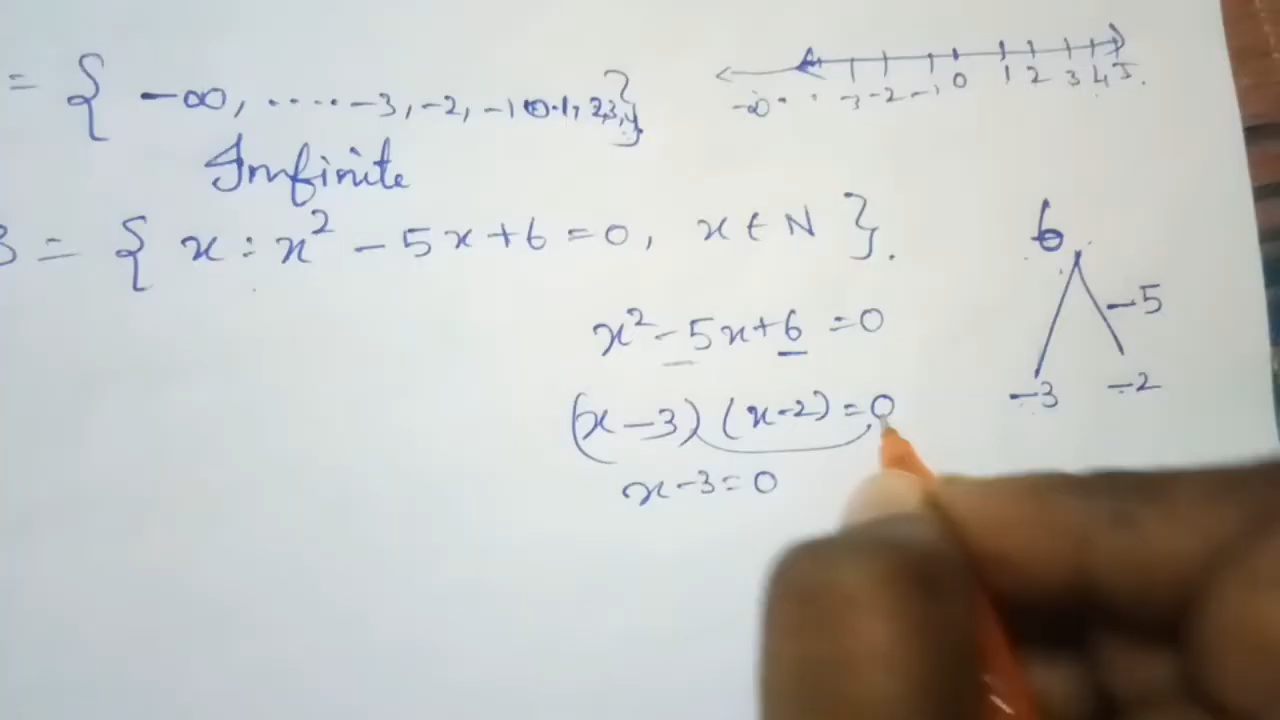 = { -∞, ....-3, -2, -1, 0, 1, 2, 3, 4}
-∞ . . -3 -2 -1 0 1 2 3 4 5.
Infinite
B = { x : x² - 5x + 6 = 0, x ∈ N }.
6
-5
-3 -2
x² - 5x + 6 = 0
(x - 3) (x - 2) = 0
x - 3 = 0